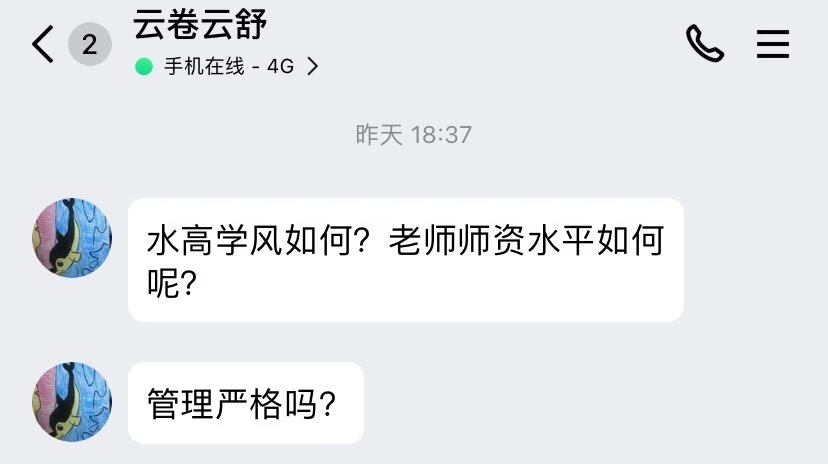 2
云卷云舒
手机在线 - 4G
昨天 18:37
水高学风如何？老师师资水平如何
呢？
管理严格吗？